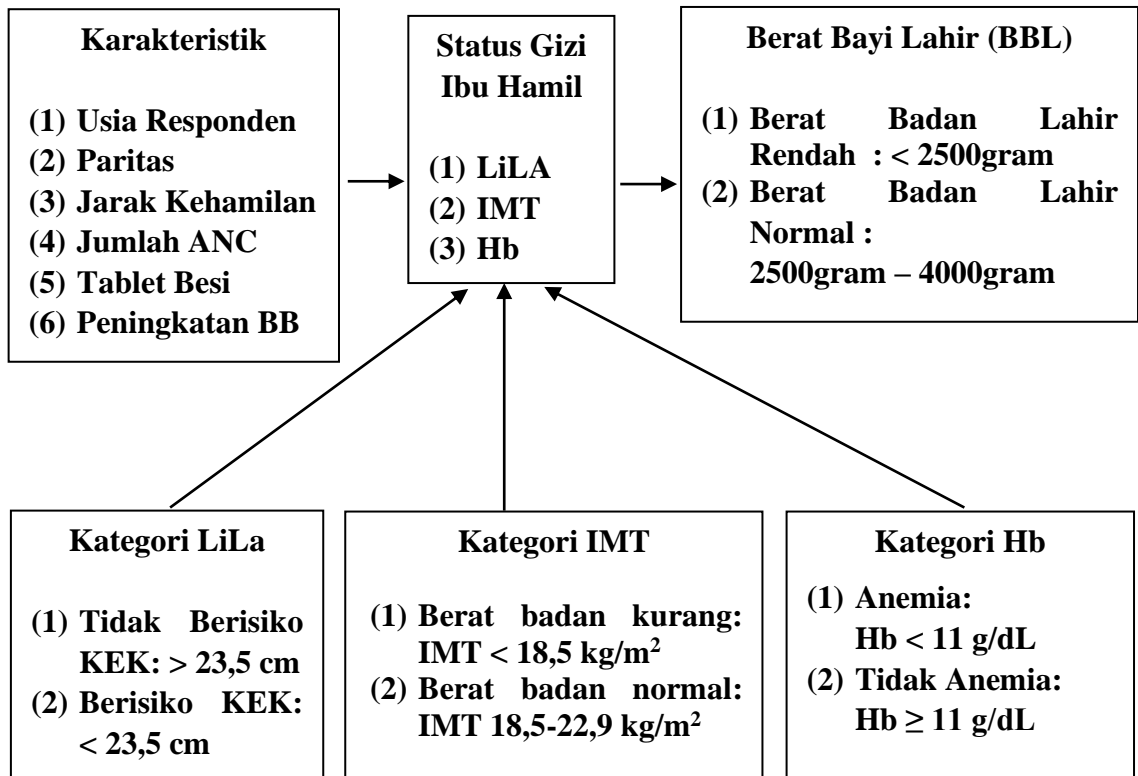 Karakteristik
(1) Usia Responden
(2) Paritas
(3) Jarak Kehamilan
(4) Jumlah ANC
(5) Tablet Besi
(6) Peningkatan BB
Status Gizi
Ibu Hamil
(1) LiLA
(2) IMT
(3) Hb
Berat Bayi Lahir (BBL)
(1) Berat Badan Lahir
Rendah : < 2500gram
(2) Berat Badan Lahir
Normal :
2500gram – 4000gram
Kategori LiLa
(1) Tidak Berisiko
KEK: > 23,5 cm
(2) Berisiko KEK:
< 23,5 cm
Kategori IMT
(1) Berat badan kurang:
IMT < 18,5 kg/m²
(2) Berat badan normal:
IMT 18,5-22,9 kg/m²
Kategori Hb
(1) Anemia:
Hb < 11 g/dL
(2) Tidak Anemia:
Hb ≥ 11 g/dL